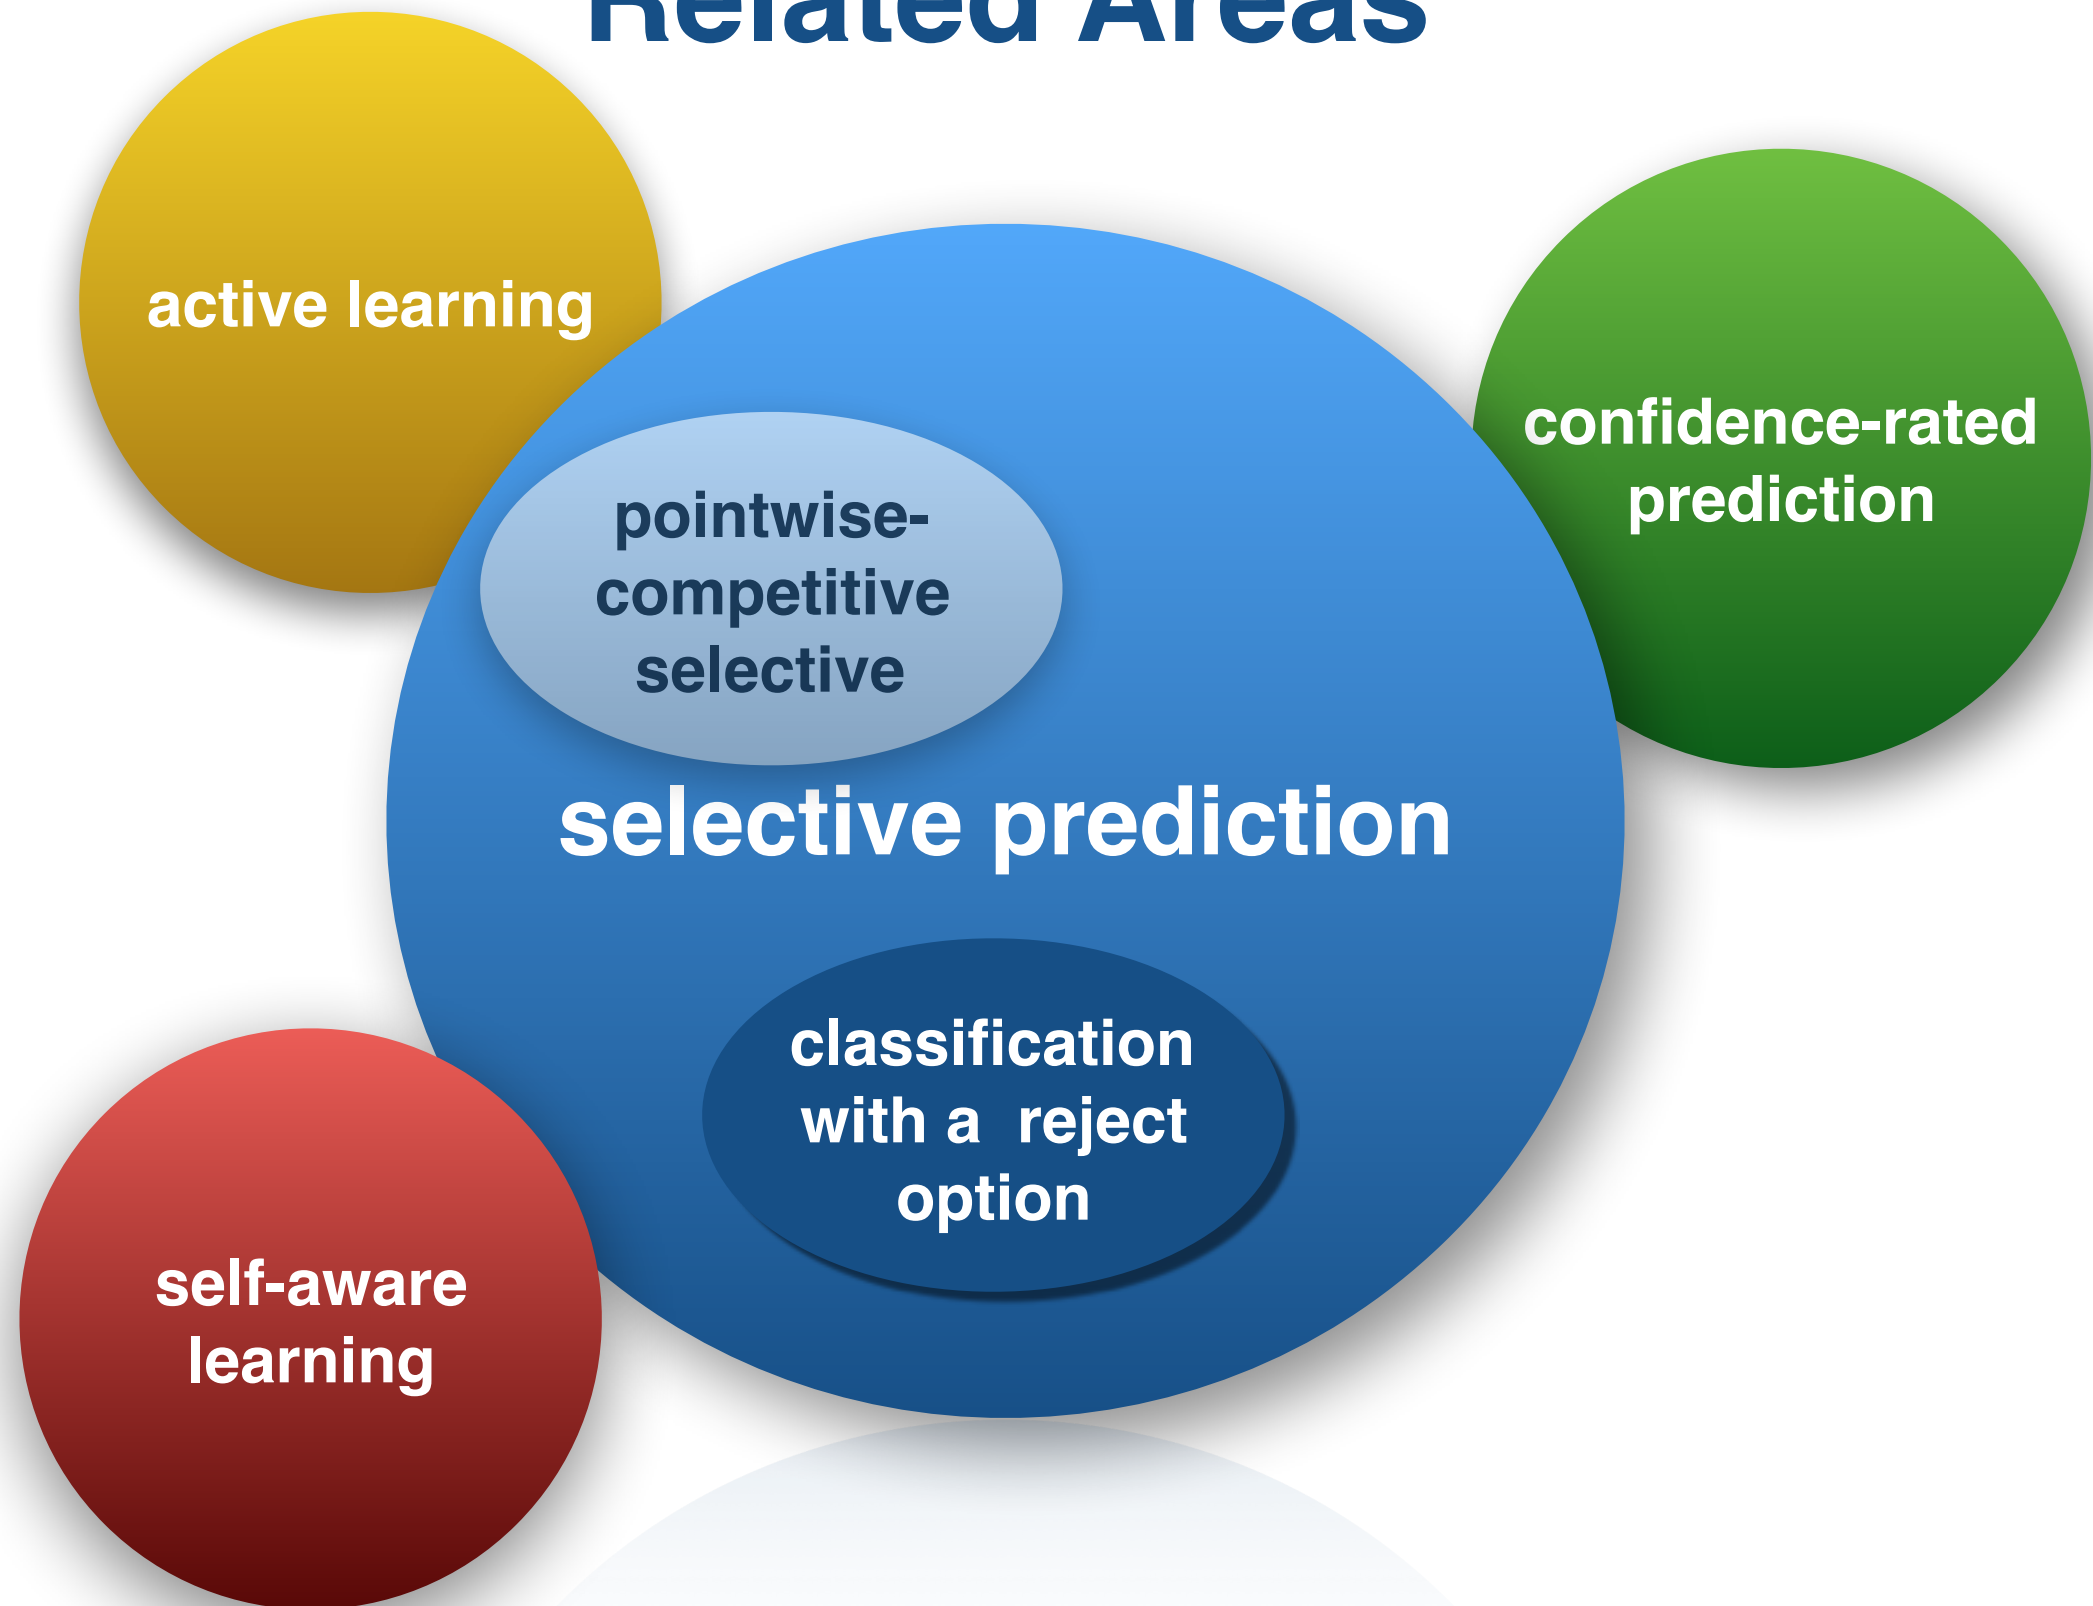 Related Areas
active learning
confidence-rated
prediction
pointwise-
competitive
selective
selective prediction
classification
with a  reject
option
self-aware
learning